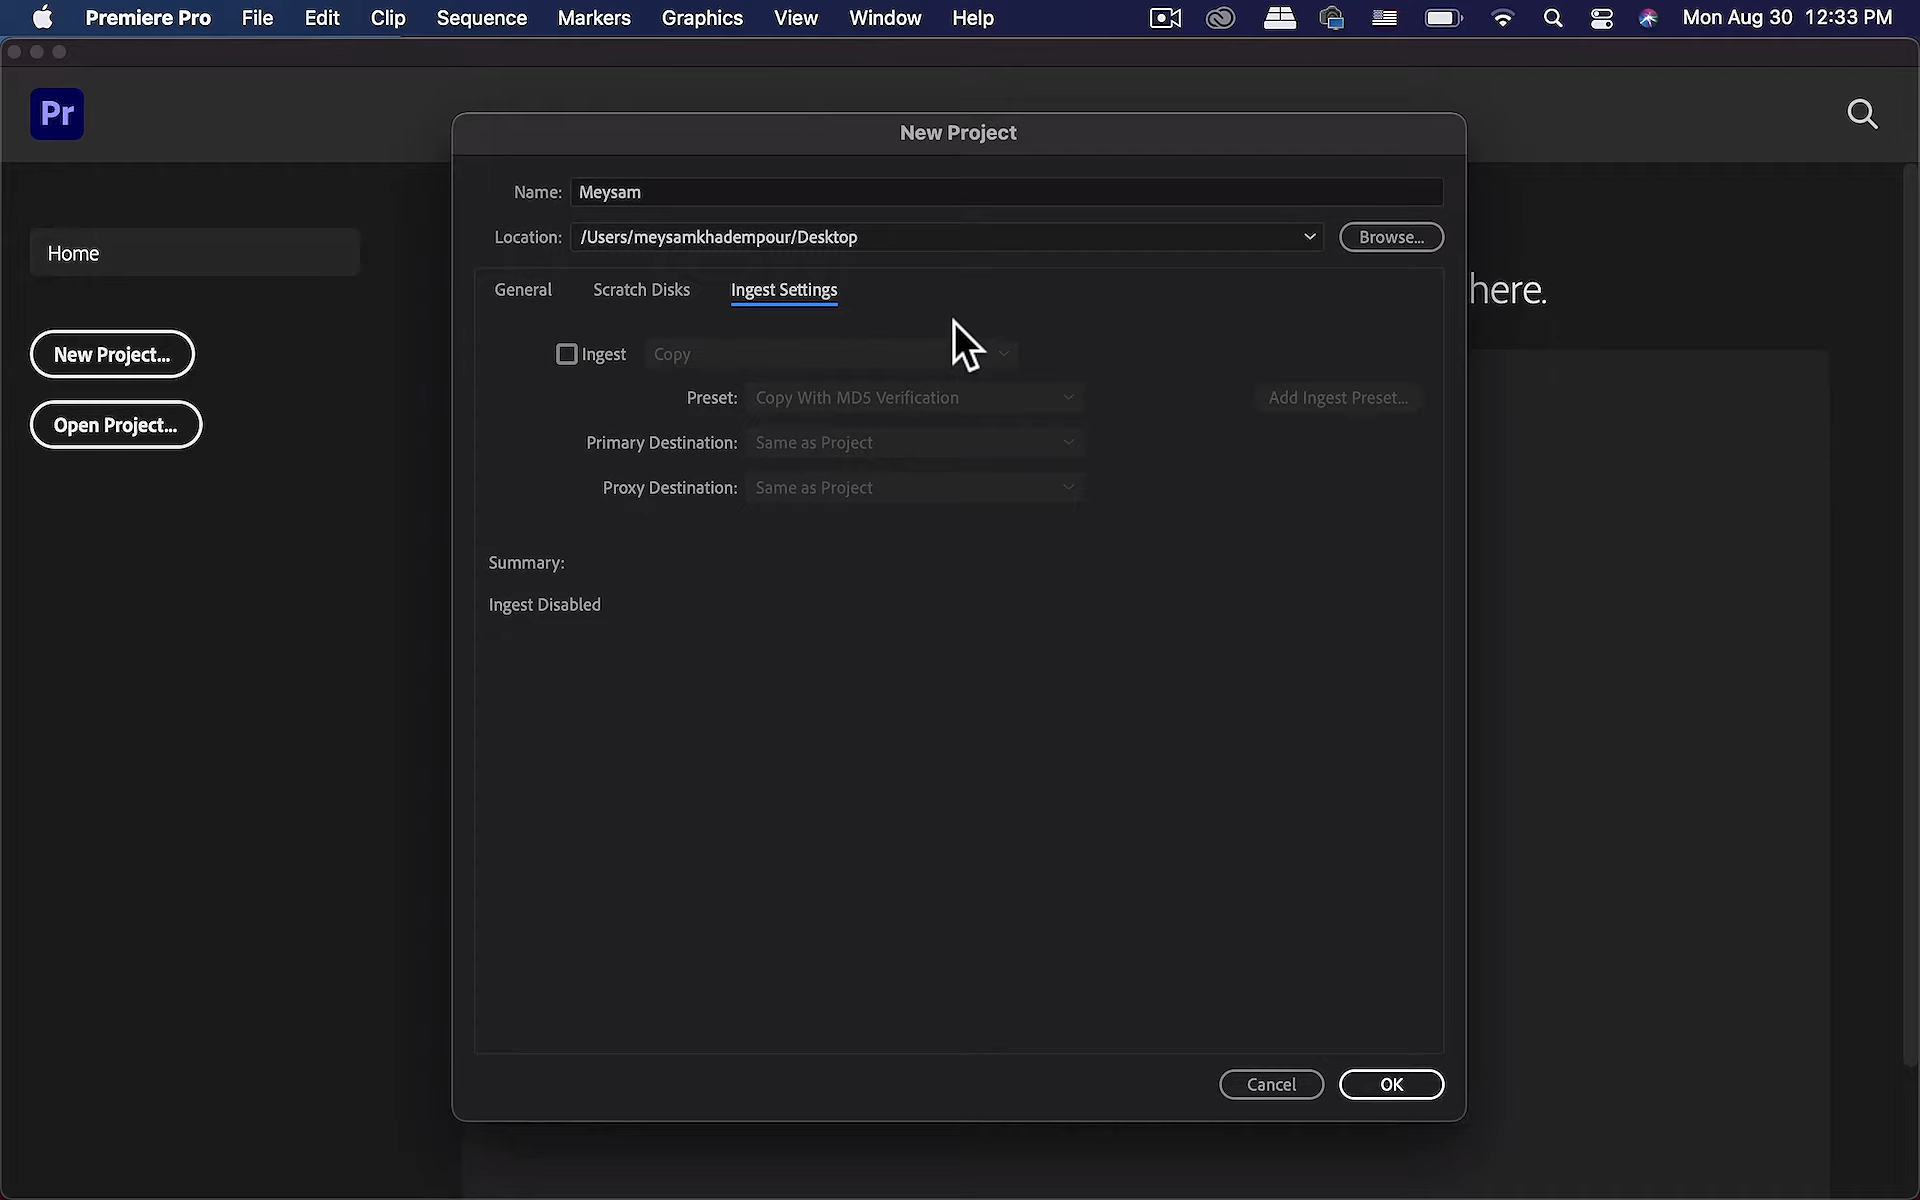 Premiere Pro File Edit Clip Sequence Markers Graphics View Window Help Mon Aug 30 12:33 PM
Pr
New Project
Name: Meysam
Location: /Users/meysamkhadempour/Desktop Browse...
Home
General Scratch Disks Ingest Settings
here.
New Project...
Ingest Copy
Preset: Copy With MD5 Verification Add Ingest Preset...
Open Project...
Primary Destination: Same as Project
Proxy Destination: Same as Project
Summary:
Ingest Disabled
Cancel OK